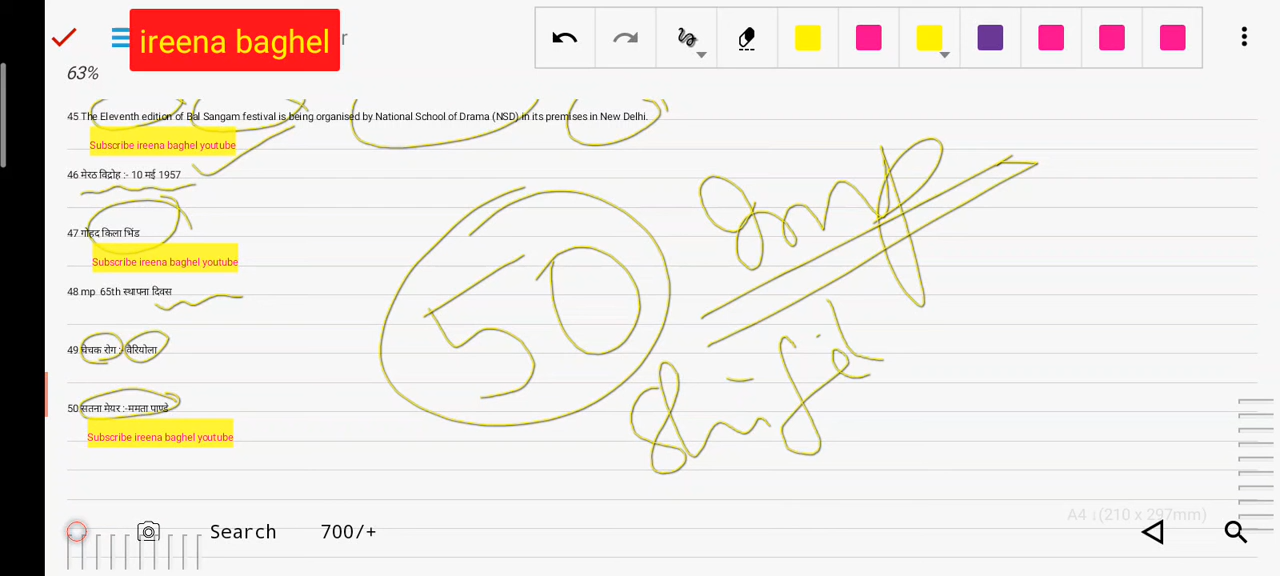 ireena baghel
r
63%
45 The Eleventh edition of Bal Sangam festival is being organised by National School of Drama (NSD) in its premises in New Delhi.
Subscribe ireena baghel youtube
46 मेरठ विद्रोह :- 10 मई 1957
47 गोहद किला भिंड
Subscribe ireena baghel youtube
48 mp 65th स्थापना दिवस
49 चेचक रोग :- वैरियोला
50 सतना मेयर :-ममता पाण्डे
Subscribe ireena baghel youtube
50
Imp
A4 ↓(210 x 297mm)
Search 700/+